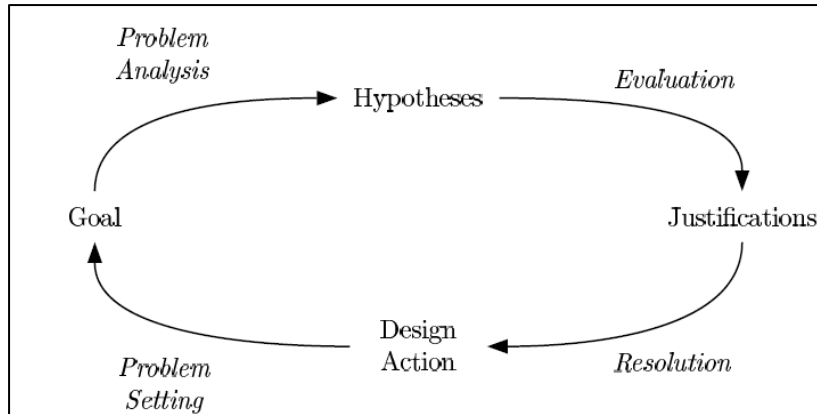 Problem
Analysis
Hypotheses
Evaluation
Goal
Justifications
Design
Action
Problem
Setting
Resolution